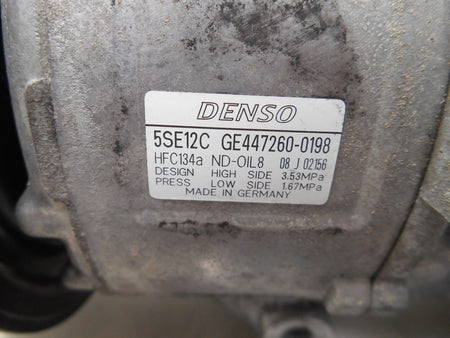 DENSO
5SE12C GE447260-0198
HFC134a ND-OIL8 08 J 02156
DESIGN HIGH SIDE 3.53MPa
PRESS LOW SIDE 1.67MPa
MADE IN GERMANY